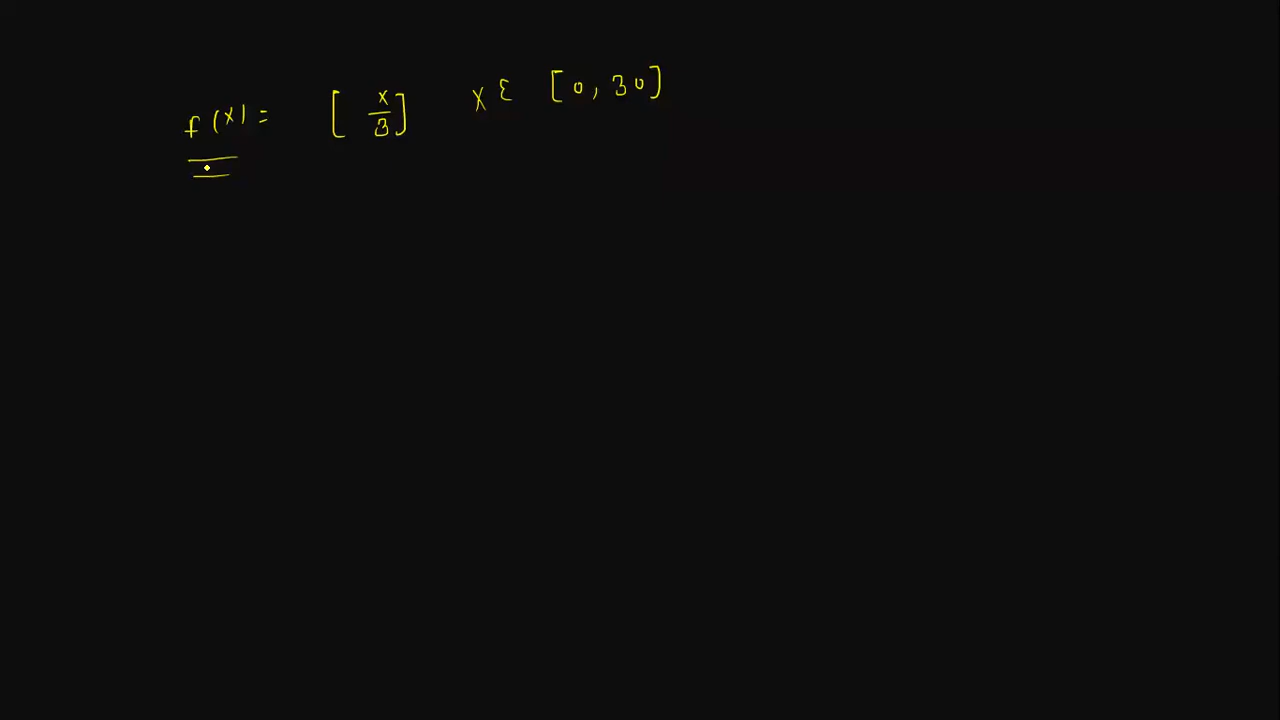 f(x) = [x/3] x ε [0, 30]